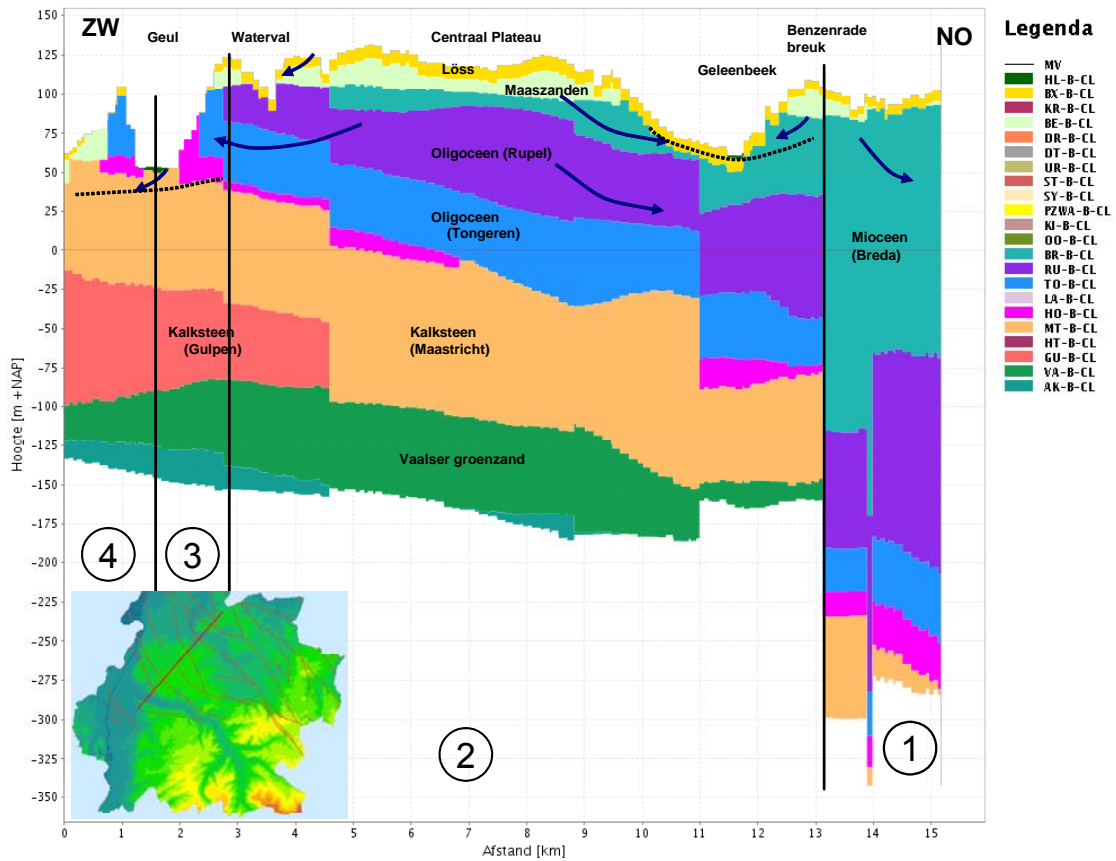 ZW
Geul
Waterval
Centraal Plateau
Benzenrade
breuk
NO
Legenda
Löss
Maaszanden
Geleenbeek
Oligoceen (Rupel)
Oligoceen
(Tongeren)
Mioceen
(Breda)
Kalksteen
(Gulpen)
Kalksteen
(Maastricht)
Vaalser groenzand
4
3
2
1
MV
HL-B-CL
BX-B-CL
KR-B-CL
BE-B-CL
DR-B-CL
DT-B-CL
UR-B-CL
ST-B-CL
SY-B-CL
PZWA-B-CL
KI-B-CL
OO-B-CL
BR-B-CL
RU-B-CL
TO-B-CL
LA-B-CL
HO-B-CL
MT-B-CL
HT-B-CL
GU-B-CL
VA-B-CL
AK-B-CL
Hoogte [m +NAP]
150
125
100
75
50
25
0
-25
-50
-75
-100
-125
-150
-175
-200
-225
-250
-275
-300
-325
-350
0 1 2 3 4 5 6 7 8 9 10 11 12 13 14 15
Afstand [km]